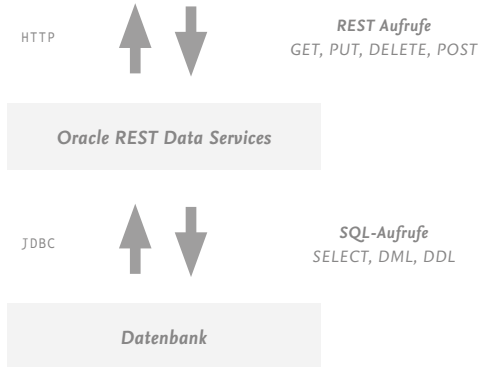 HTTP
REST Aufrufe
GET, PUT, DELETE, POST
Oracle REST Data Services
JDBC
SQL-Aufrufe
SELECT, DML, DDL
Datenbank